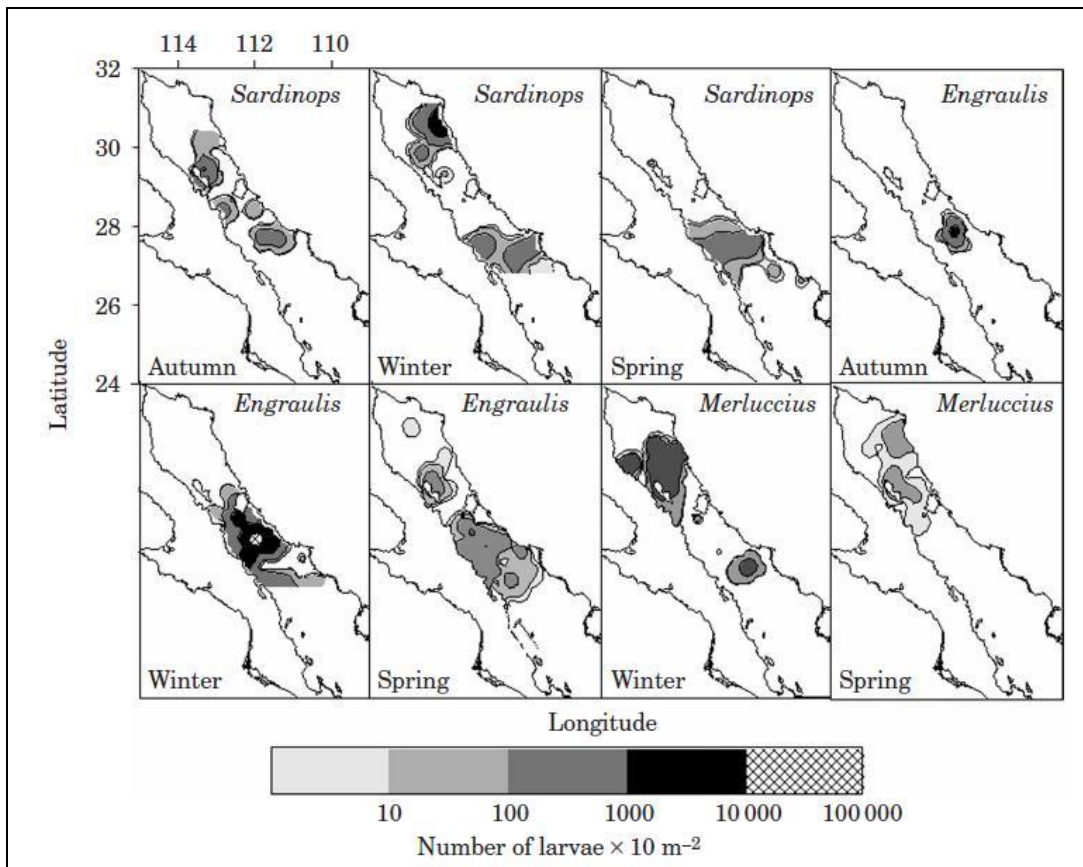 114 112 110
32
Sardinops Sardinops Sardinops Engraulis
30
28
26
Autumn Winter Spring Autumn
24
Latitude
Engraulis Engraulis Merluccius Merluccius
Winter Spring Winter Spring
Longitude
10 100 1000 10 000 100 000
Number of larvae × 10 m⁻²